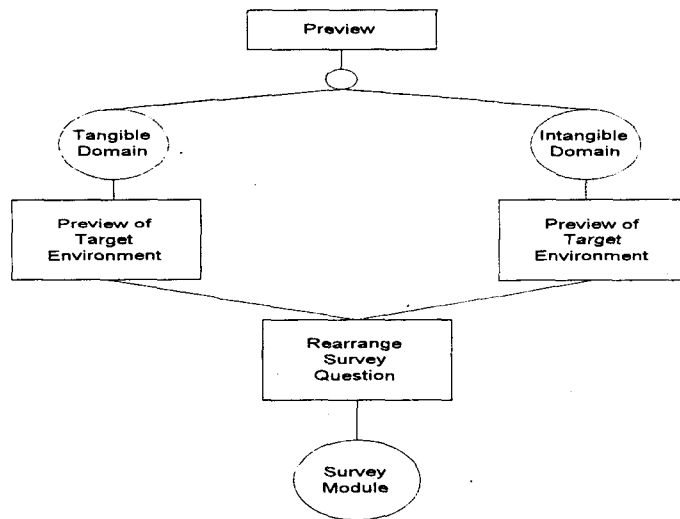 Preview
Tangible
Domain
Intangible
Domain
Preview of
Target
Environment
Preview of
Target
Environment
Rearrange
Survey
Question
Survey
Module